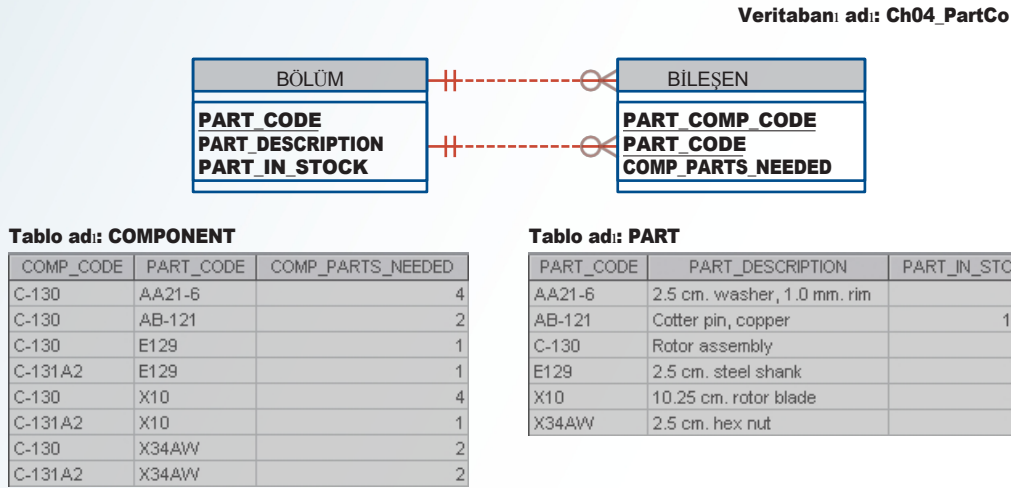 Veritabanı adı: Ch04_PartCo
BÖLÜM
PART_CODE
PART_DESCRIPTION
PART_IN_STOCK
BİLEŞEN
PART_COMP_CODE
PART_CODE
COMP_PARTS_NEEDED
Tablo adı: COMPONENT
COMP_CODE PART_CODE COMP_PARTS_NEEDED
C-130 AA21-6 4
C-130 AB-121 2
C-130 E129 1
C-131A2 E129 1
C-130 X10 4
C-131A2 X10 1
C-130 X34AW 2
C-131A2 X34AW 2
Tablo adı: PART
PART_CODE PART_DESCRIPTION PART_IN_STO
AA21-6 2.5 cm. washer, 1.0 mm. rim
AB-121 Cotter pin, copper 1
C-130 Rotor assembly
E129 2.5 cm. steel shank
X10 10.25 cm. rotor blade
X34AW 2.5 cm. hex nut